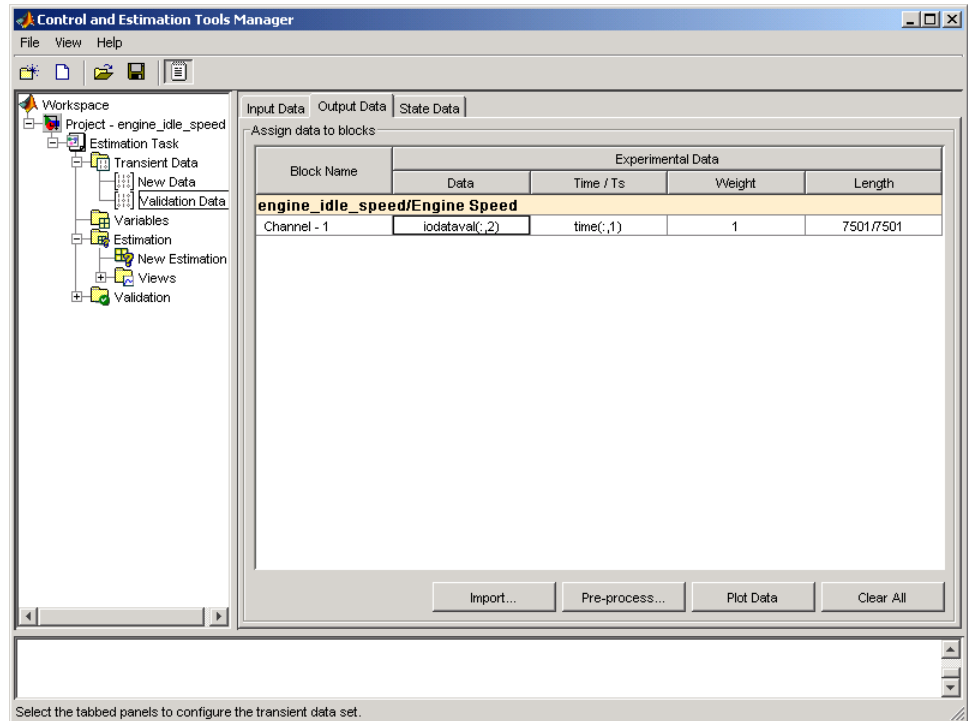 Control and Estimation Tools Manager
File View Help
Workspace
Project - engine_idle_speed
Estimation Task
Transient Data
New Data
Validation Data
Variables
Estimation
New Estimation
Views
Validation
Input Data Output Data State Data
Assign data to blocks
Block Name Experimental Data
Data Time / Ts Weight Length
engine_idle_speed/Engine Speed
Channel - 1 iodataval(:,2) time(:,1) 1 7501/7501
Import... Pre-process... Plot Data Clear All
Select the tabbed panels to configure the transient data set.